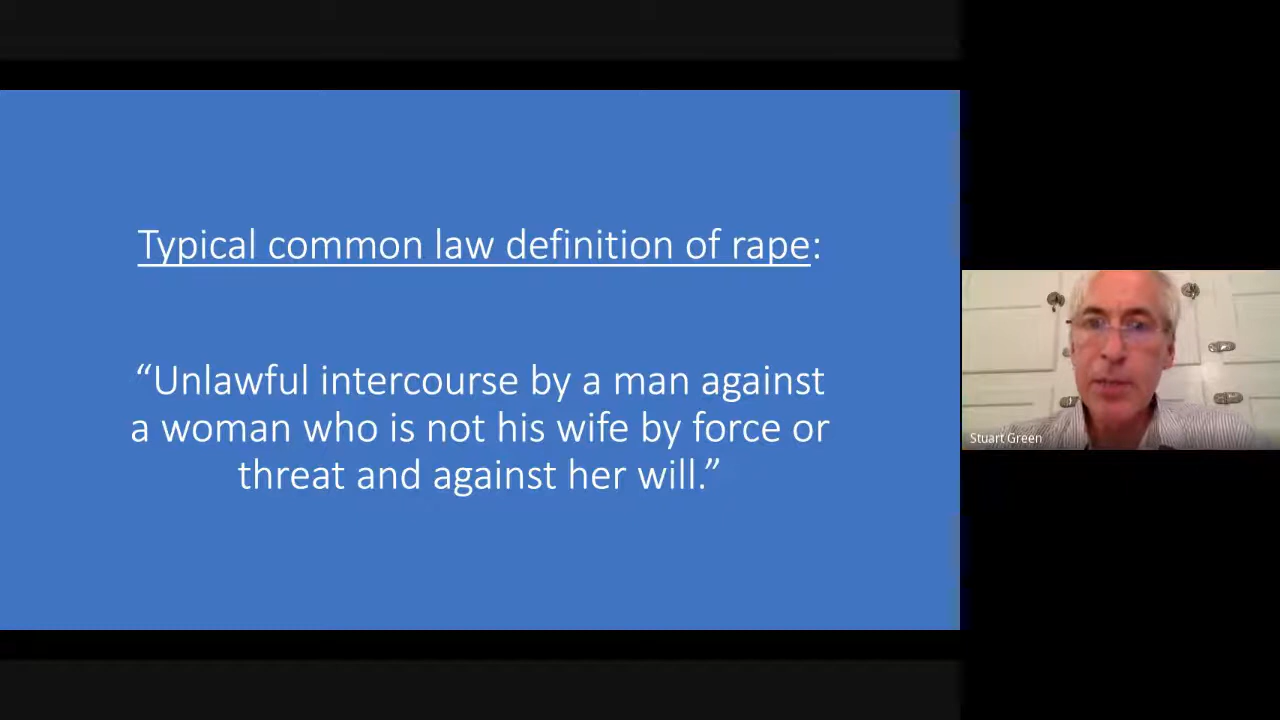 Typical common law definition of rape:
“Unlawful intercourse by a man against
a woman who is not his wife by force or
threat and against her will.”
Stuart Green